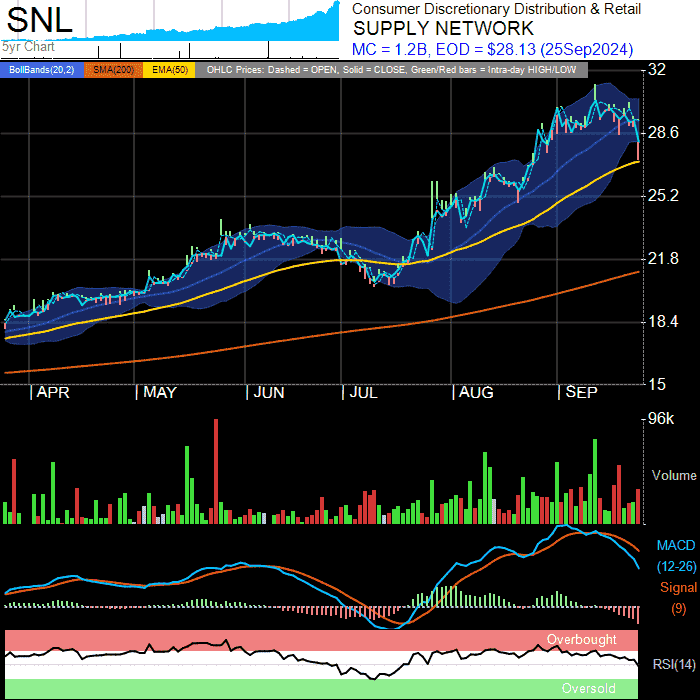 SNL
Consumer Discretionary Distribution & Retail
SUPPLY NETWORK
5yr Chart
MC = 1.2B, EOD = $28.13 (25Sep2024)
BollBands(20,2) SMA(200) EMA(50) OHLC Prices: Dashed = OPEN, Solid = CLOSE, Green/Red bars = Intra-day HIGH/LOW
32
28.6
25.2
21.8
18.4
15
APR MAY JUN JUL AUG SEP
96k
Volume
MACD
(12-26)
Signal
(9)
Overbought
RSI(14)
Oversold